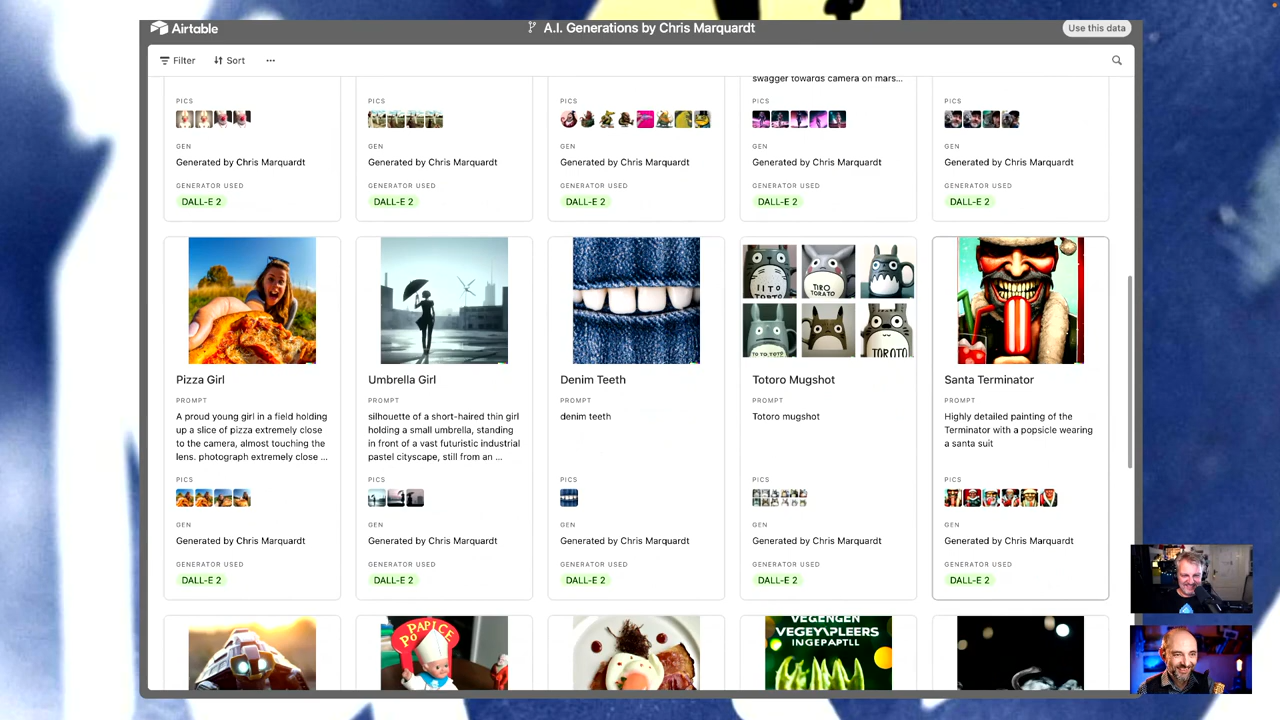 Airtable
A.I. Generations by Chris Marquardt
Use this data
Filter
Sort
swagger towards camera on mars...
PICS
PICS
PICS
PICS
PICS
GEN
GEN
GEN
GEN
GEN
Generated by Chris Marquardt
Generated by Chris Marquardt
Generated by Chris Marquardt
Generated by Chris Marquardt
Generated by Chris Marquardt
GENERATOR USED
GENERATOR USED
GENERATOR USED
GENERATOR USED
GENERATOR USED
DALL-E 2
DALL-E 2
DALL-E 2
DALL-E 2
DALL-E 2
TIRO
TORATO
TOROTO
Pizza Girl
PROMPT
A proud young girl in a field holding
up a slice of pizza extremely close
to the camera, almost touching the
lens. photograph extremely close ...
PICS
GEN
Generated by Chris Marquardt
GENERATOR USED
DALL-E 2
Umbrella Girl
PROMPT
silhouette of a short-haired thin girl
holding a small umbrella, standing
in front of a vast futuristic industrial
pastel cityscape, still from an ...
PICS
GEN
Generated by Chris Marquardt
GENERATOR USED
DALL-E 2
Denim Teeth
PROMPT
denim teeth
PICS
GEN
Generated by Chris Marquardt
GENERATOR USED
DALL-E 2
Totoro Mugshot
PROMPT
Totoro mugshot
PICS
GEN
Generated by Chris Marquardt
GENERATOR USED
DALL-E 2
Santa Terminator
PROMPT
Highly detailed painting of the
Terminator with a popsicle wearing
a santa suit
PICS
GEN
Generated by Chris Marquardt
GENERATOR USED
DALL-E 2
PAPICE
PO
VEGENGEN
INGEPAPTLL